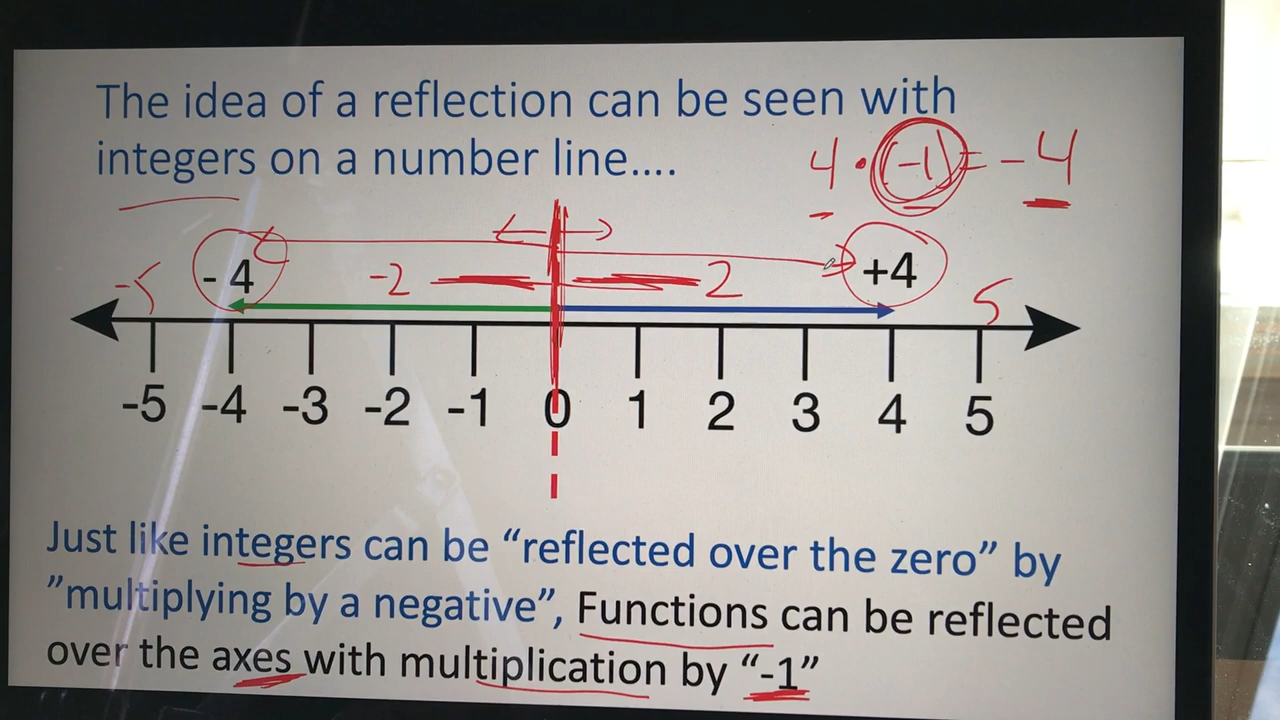 The idea of a reflection can be seen with
integers on a number line....
4 • (-1) = -4
-5 - 4 -2 2 +4 5
-5 -4 -3 -2 -1 0 1 2 3 4 5
Just like integers can be “reflected over the zero” by
”multiplying by a negative”, Functions can be reflected
over the axes with multiplication by “-1”